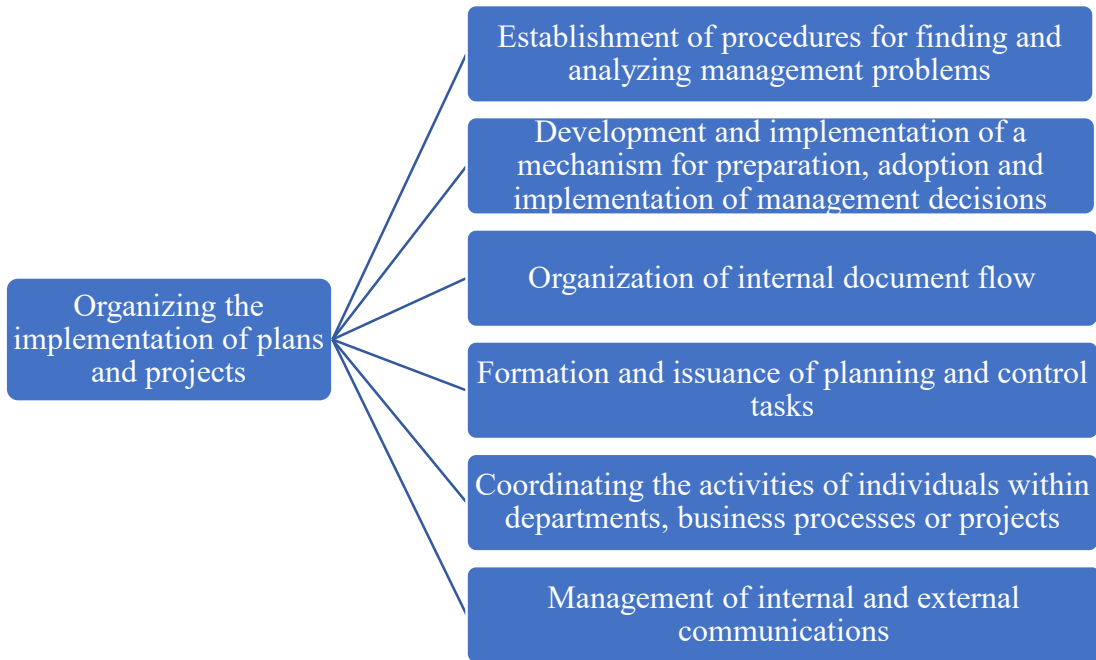 Establishment of procedures for finding and
analyzing management problems
Development and implementation of a
mechanism for preparation, adoption and
implementation of management decisions
Organization of internal document flow
Organizing the
implementation of plans
and projects
Formation and issuance of planning and control
tasks
Coordinating the activities of individuals within
departments, business processes or projects
Management of internal and external
communications